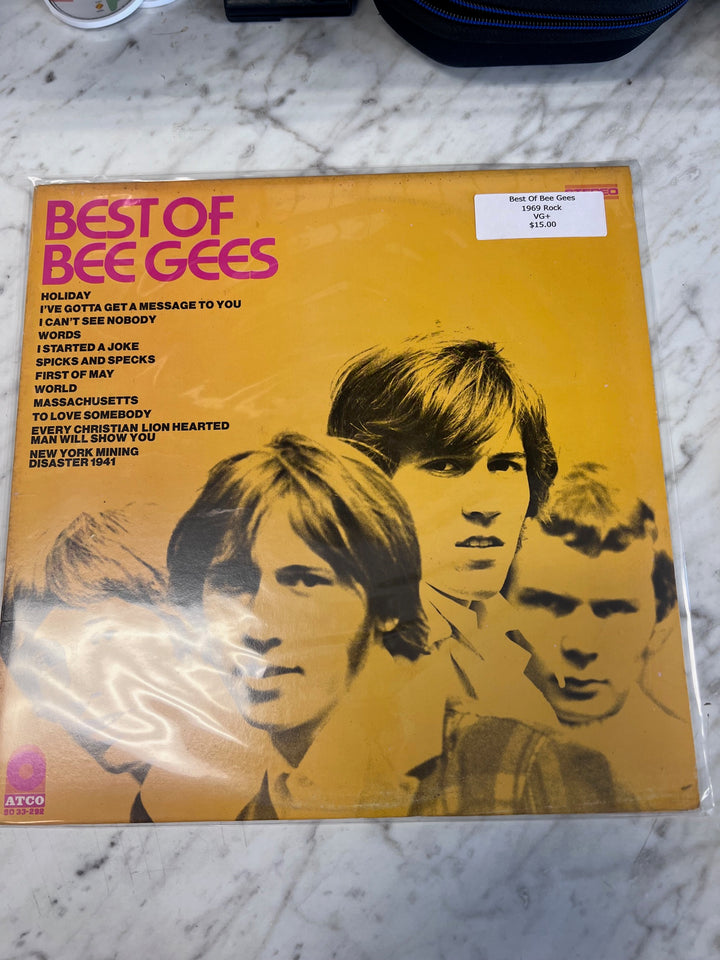 BEST OF
BEE GEES
HOLIDAY
I'VE GOTTA GET A MESSAGE TO YOU
I CAN'T SEE NOBODY
WORDS
I STARTED A JOKE
SPICKS AND SPECKS
FIRST OF MAY
WORLD
MASSACHUSETTS
TO LOVE SOMEBODY
EVERY CHRISTIAN LION HEARTED
MAN WILL SHOW YOU
NEW YORK MINING
DISASTER 1941
Best Of Bee Gees
1969 Rock
VG+
$15.00
ATCO
SD 33-292